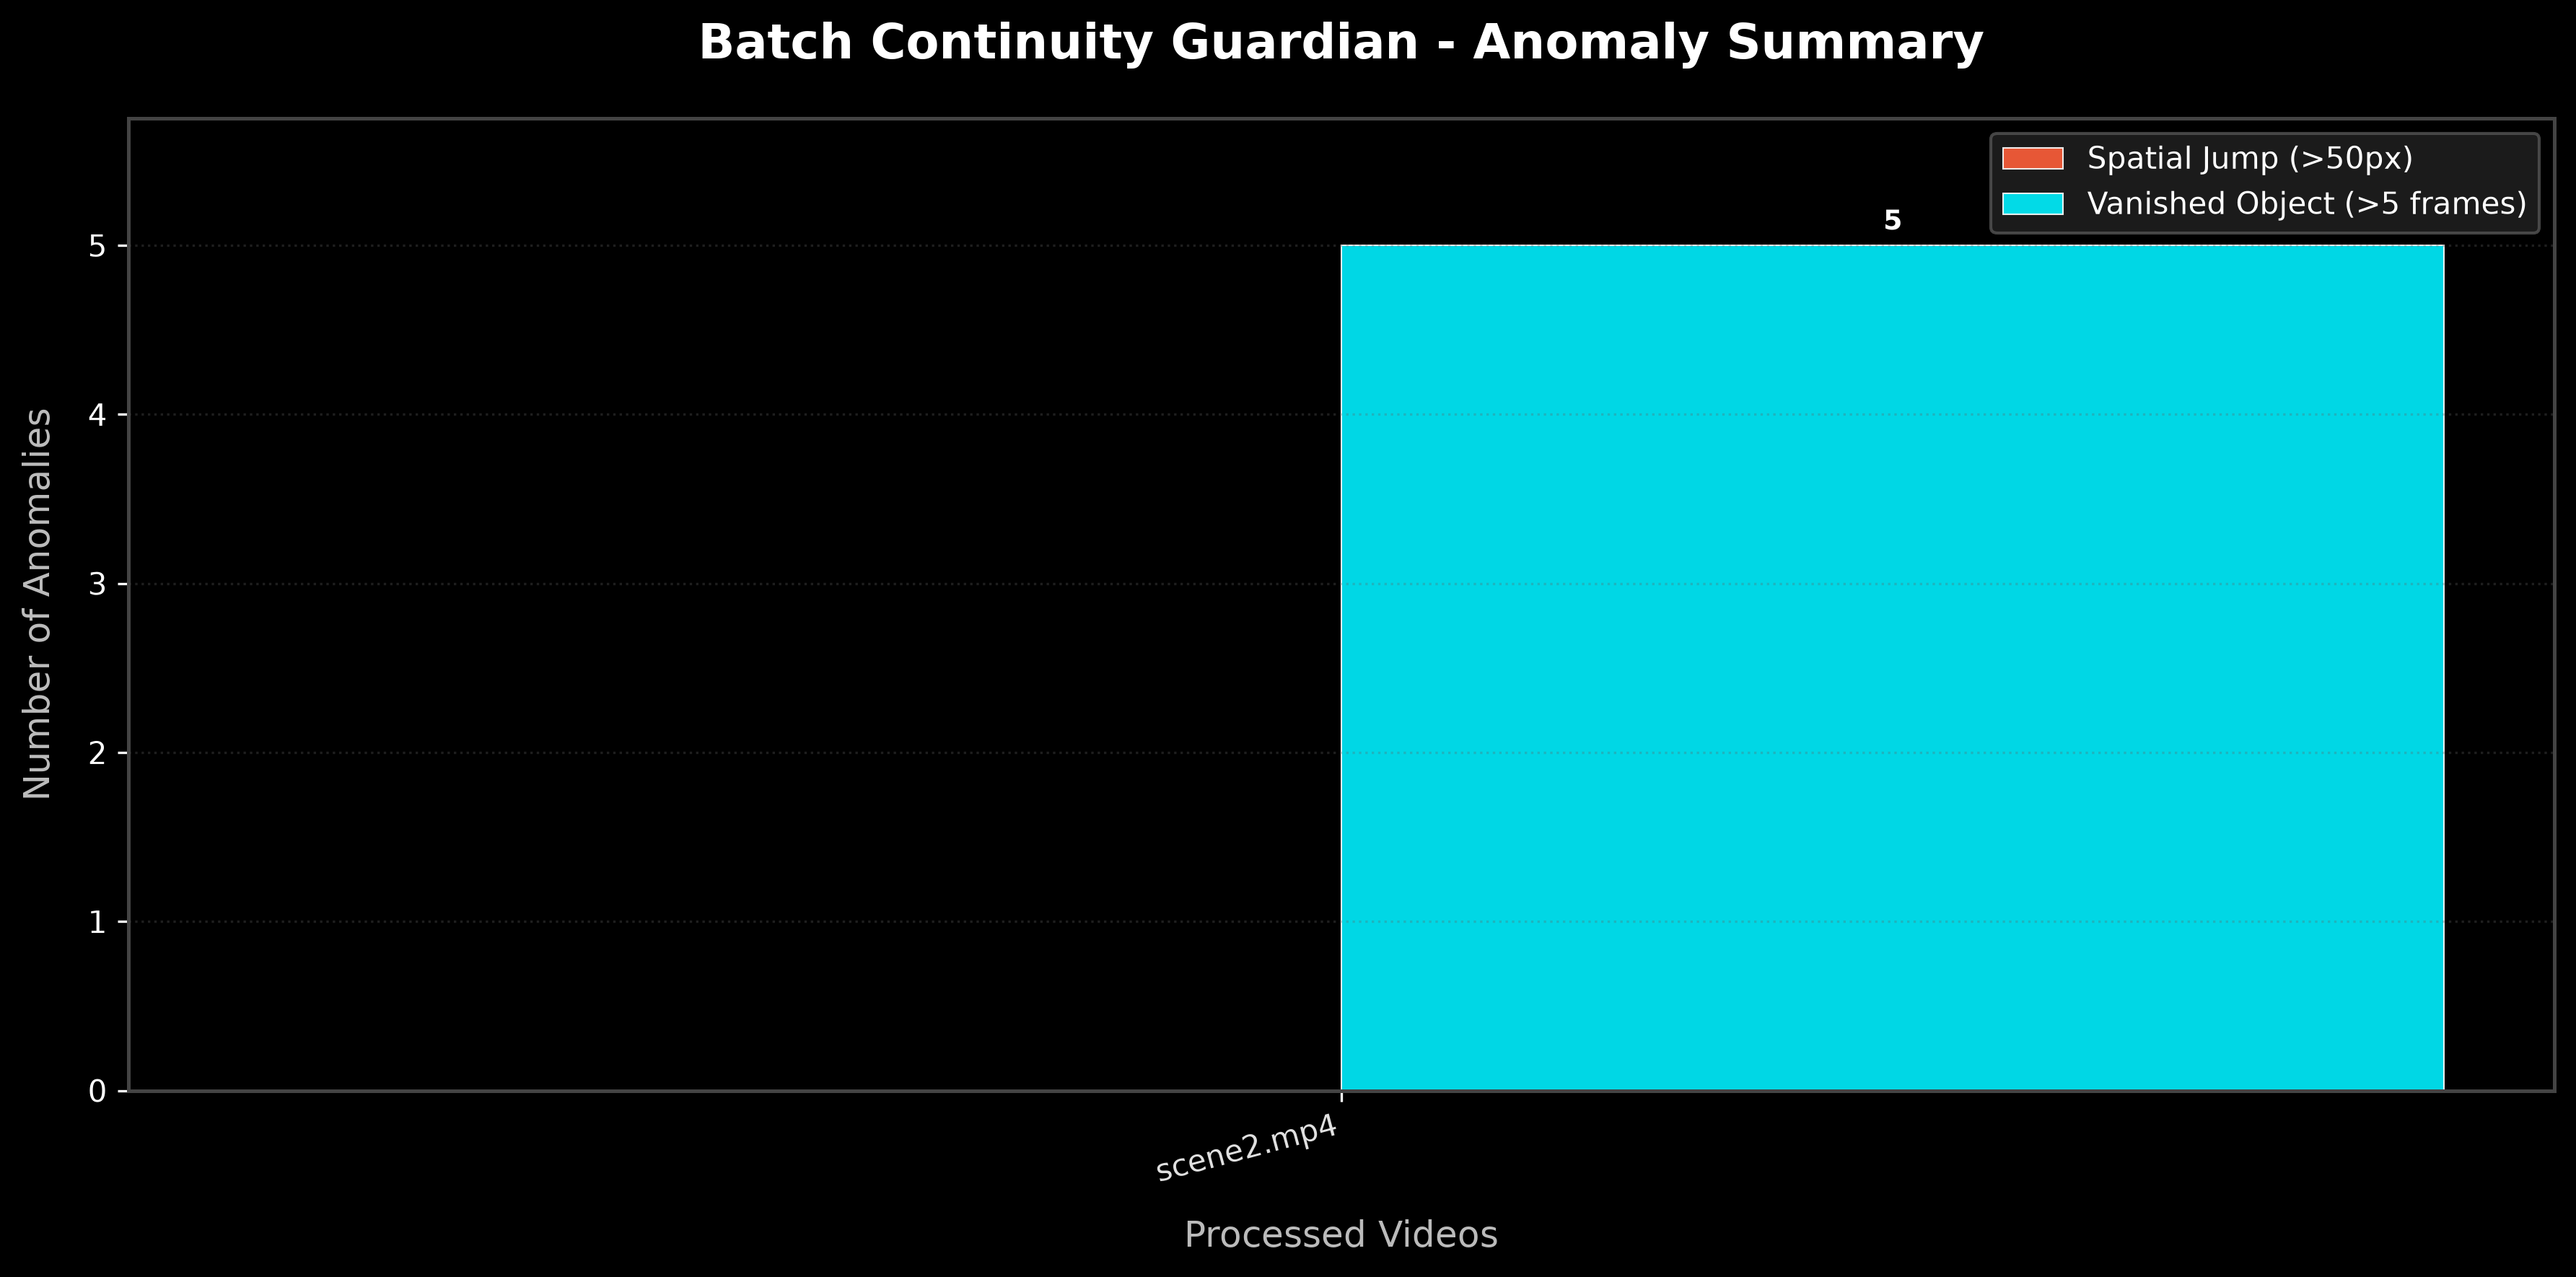 Batch Continuity Guardian - Anomaly Summary
Spatial Jump (>50px)
Vanished Object (>5 frames)
5
5
4
3
2
1
0
Number of Anomalies
scene2.mp4
Processed Videos